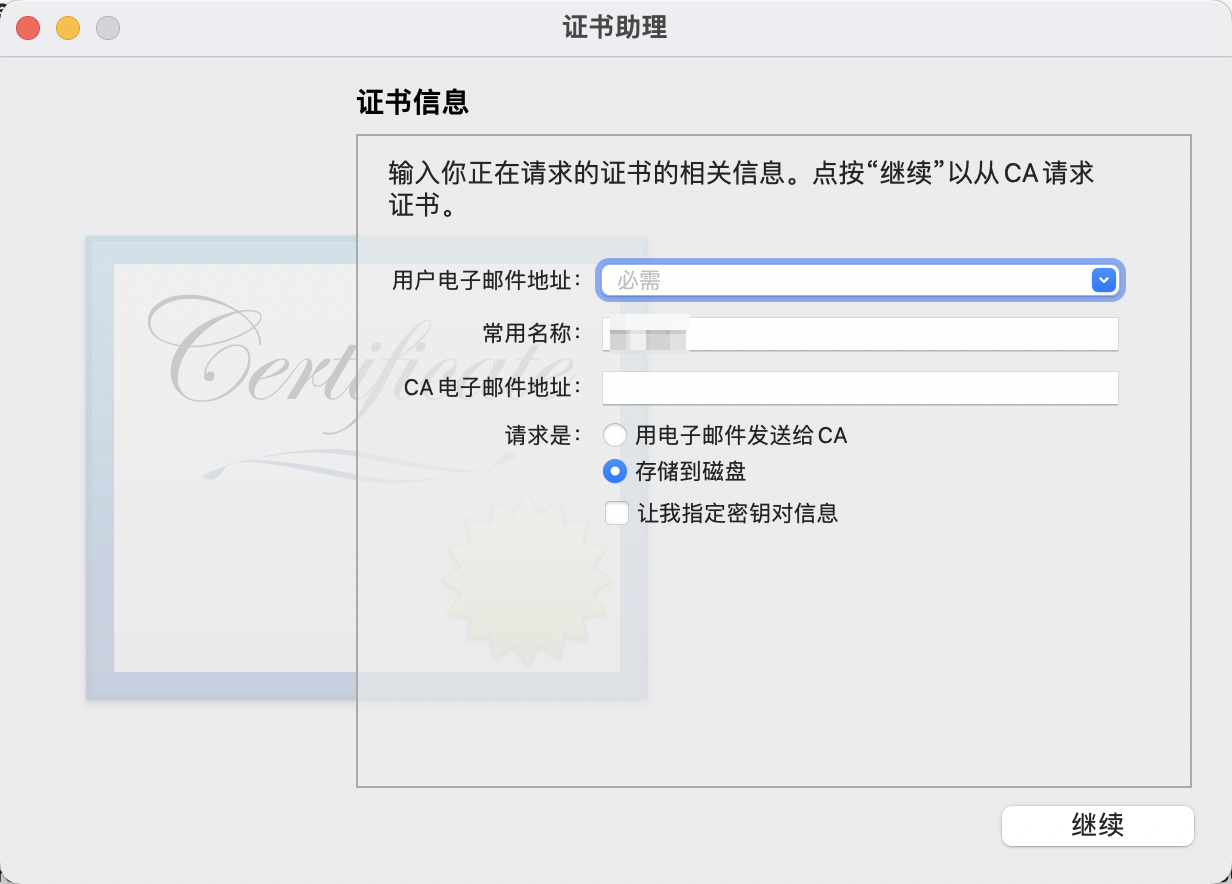 证书助理
证书信息
输入你正在请求的证书的相关信息。点按“继续”以从 CA 请求
证书。
Certificate
用户电子邮件地址： 必需
常用名称：
CA 电子邮件地址：
请求是： 用电子邮件发送给 CA
存储到磁盘
让我指定密钥对信息
继续